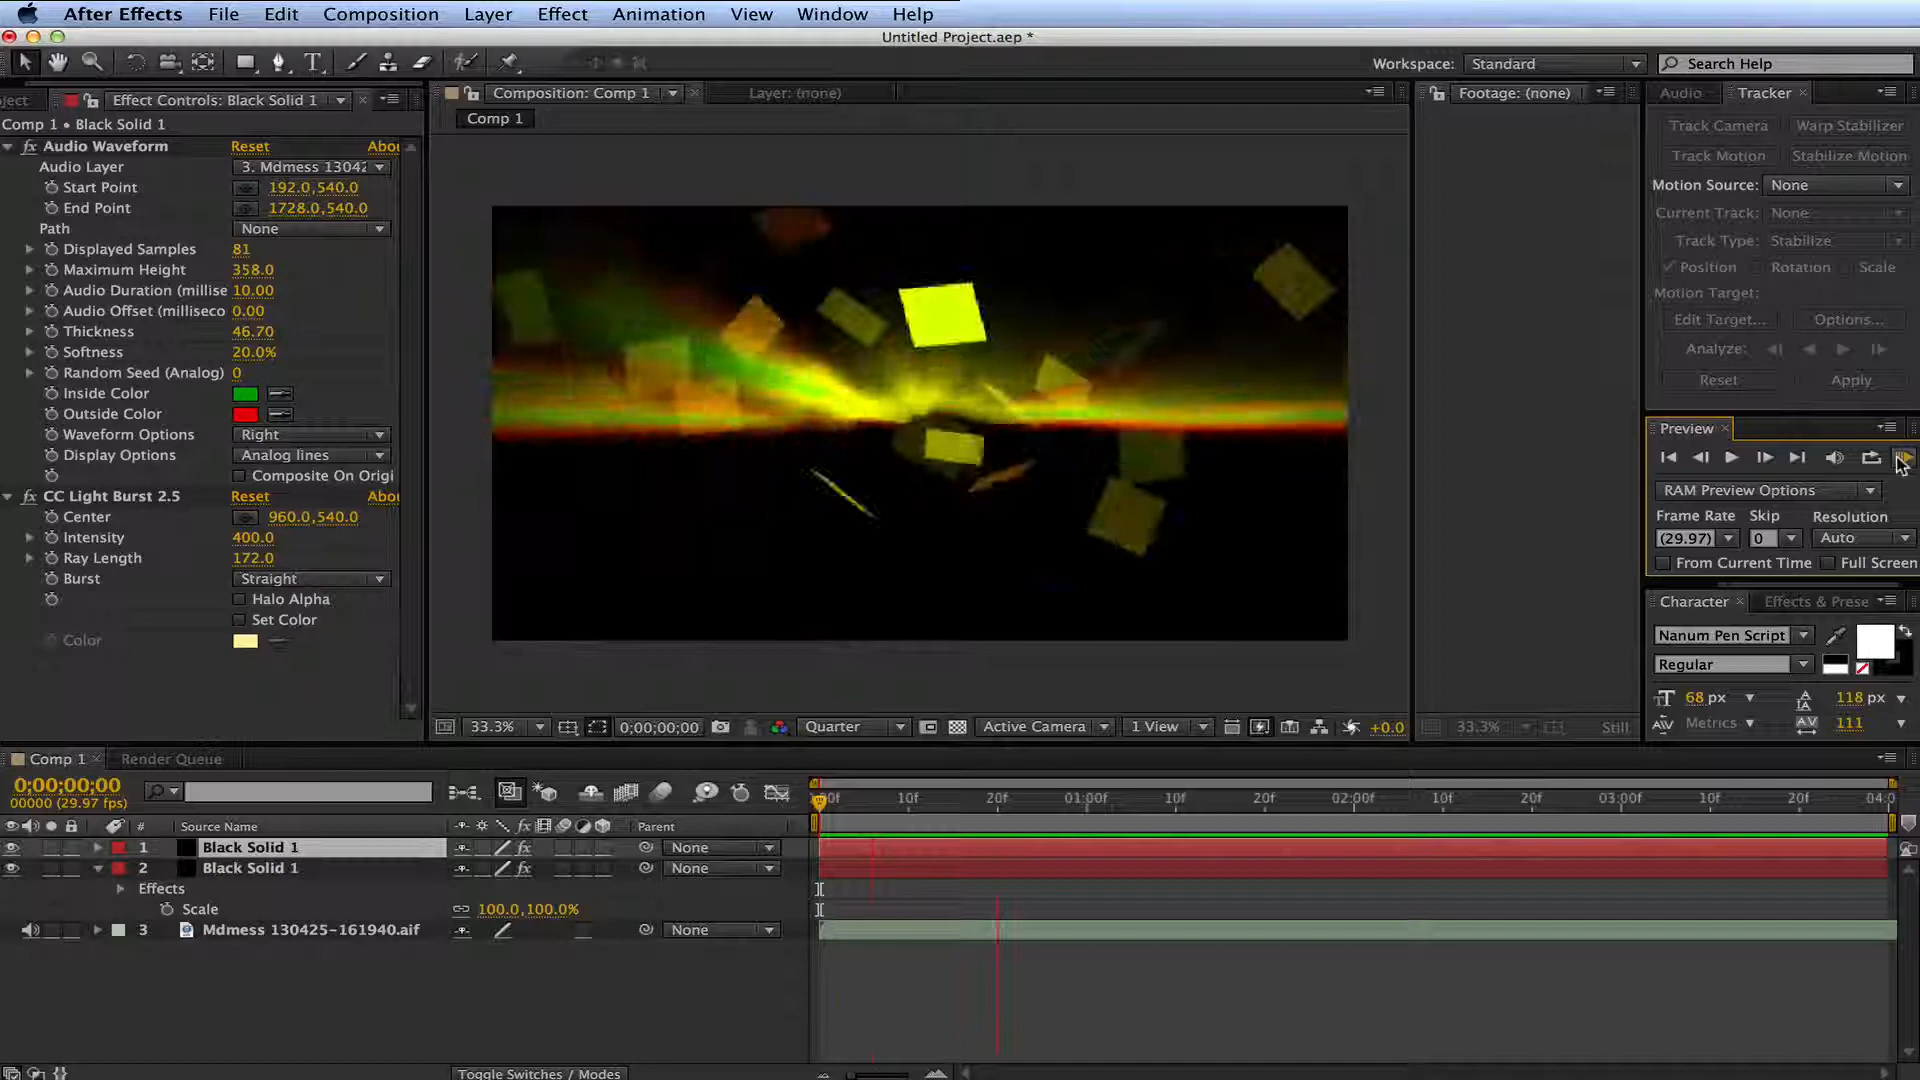 After Effects File Edit Composition Layer Effect Animation View Window Help
Untitled Project.aep *
Workspace: Standard Search Help
Effect Controls: Black Solid 1
Composition: Comp 1
Layer: (none)
Footage: (none)
Audio
Tracker
Comp 1 • Black Solid 1
Comp 1
Audio Waveform Reset Abou
Audio Layer 3. Mdmess 13042
Start Point 192.0,540.0
End Point 1728.0,540.0
Path None
Displayed Samples 81
Maximum Height 358.0
Audio Duration (millise 10.00
Audio Offset (milliseco 0.00
Thickness 46.70
Softness 20.0%
Random Seed (Analog) 0
Inside Color
Outside Color
Waveform Options Right
Display Options Analog lines
Composite On Origi
CC Light Burst 2.5 Reset Abou
Center 960.0,540.0
Intensity 400.0
Ray Length 172.0
Burst Straight
Halo Alpha
Set Color
Color
Track Camera Warp Stabilizer
Track Motion Stabilize Motion
Motion Source: None
Current Track: None
Track Type: Stabilize
Position Rotation Scale
Motion Target:
Edit Target... Options...
Analyze:
Reset Apply
Preview
RAM Preview Options
Frame Rate Skip Resolution
(29.97) 0 Auto
From Current Time Full Screen
Character Effects & Prese
Nanum Pen Script
Regular
68 px 118 px
Metrics 111
33.3% 0;00;00;00 Quarter Active Camera 1 View +0.0
33.3% Still
Comp 1 Render Queue
0;00;00;00
00000 (29.97 fps)
10f 20f 01:00f 10f 20f 02:00f 10f 20f 03:00f 10f 20f 04:0
# Source Name Parent
1 Black Solid 1 None
2 Black Solid 1 None
Effects
Scale 100.0,100.0%
3 Mdmess 130425-161940.aif None
Toggle Switches / Modes